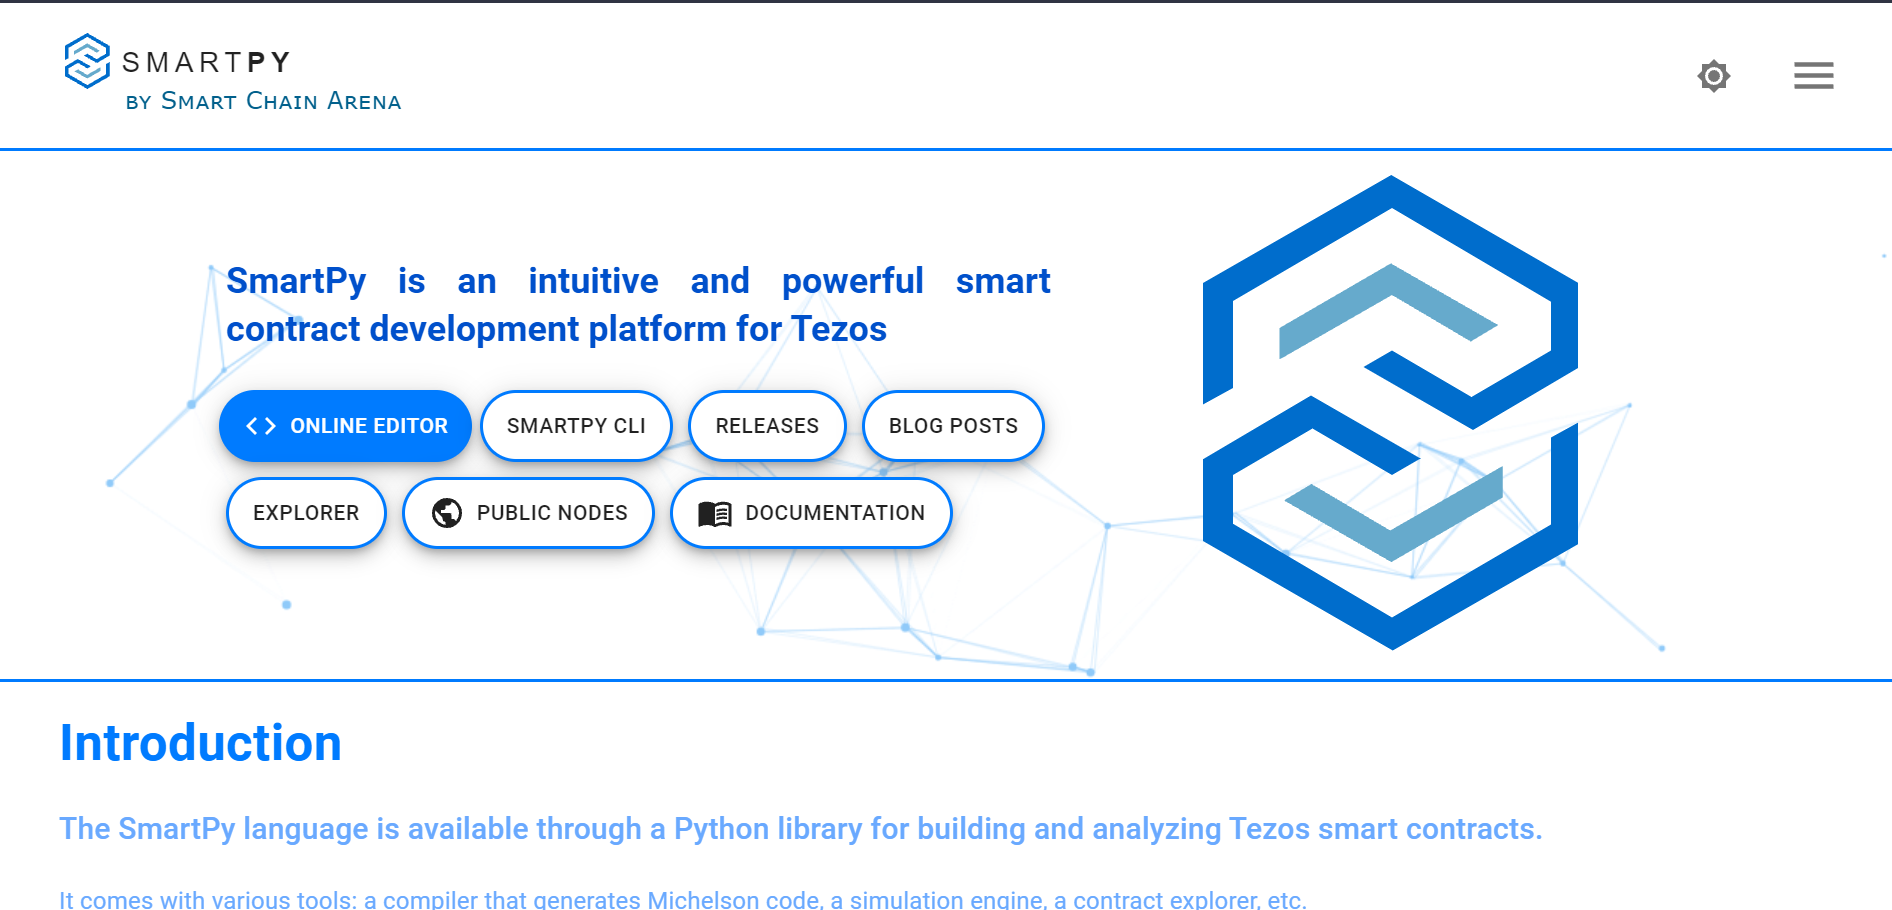 SMARTPY
BY SMART CHAIN ARENA
SmartPy is an intuitive and powerful smart
contract development platform for Tezos
ONLINE EDITOR
SMARTPY CLI
RELEASES
BLOG POSTS
EXPLORER
PUBLIC NODES
DOCUMENTATION
Introduction
The SmartPy language is available through a Python library for building and analyzing Tezos smart contracts.
It comes with various tools: a compiler that generates Michelson code, a simulation engine, a contract explorer, etc.